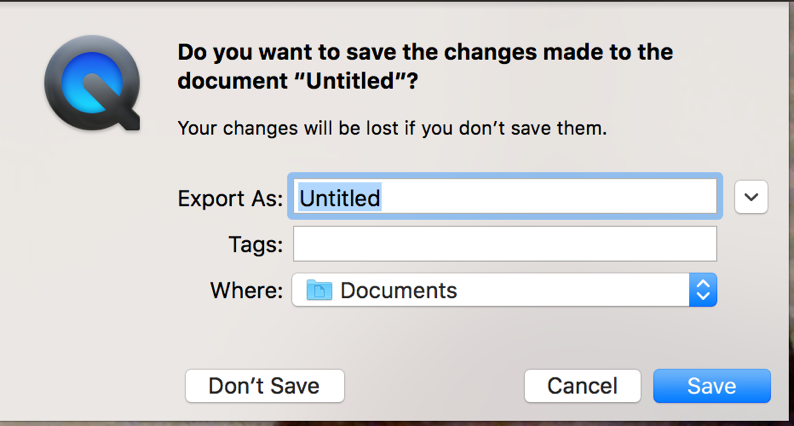 Do you want to save the changes made to the
document “Untitled”?
Your changes will be lost if you don’t save them.
Export As: Untitled
Tags:
Where: Documents
Don’t Save Cancel Save